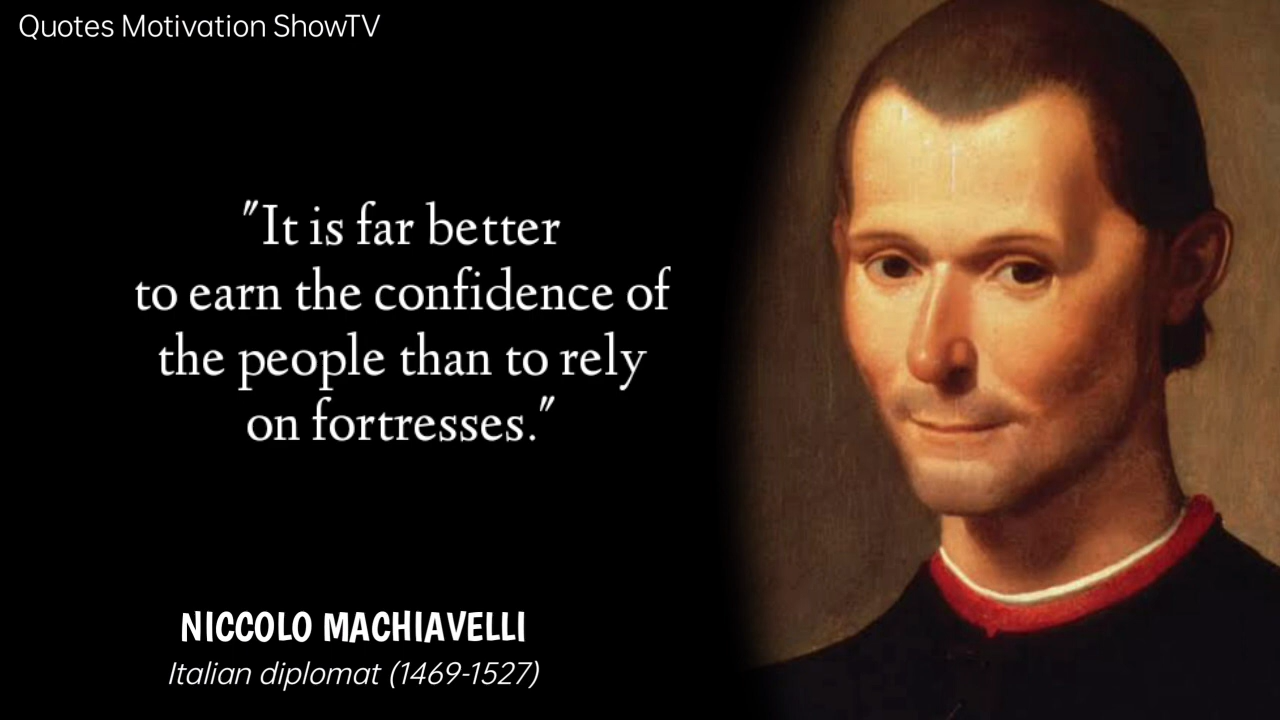 Quotes Motivation ShowTV
"It is far better
to earn the confidence of
the people than to rely
on fortresses."
NICCOLO MACHIAVELLI
Italian diplomat (1469-1527)